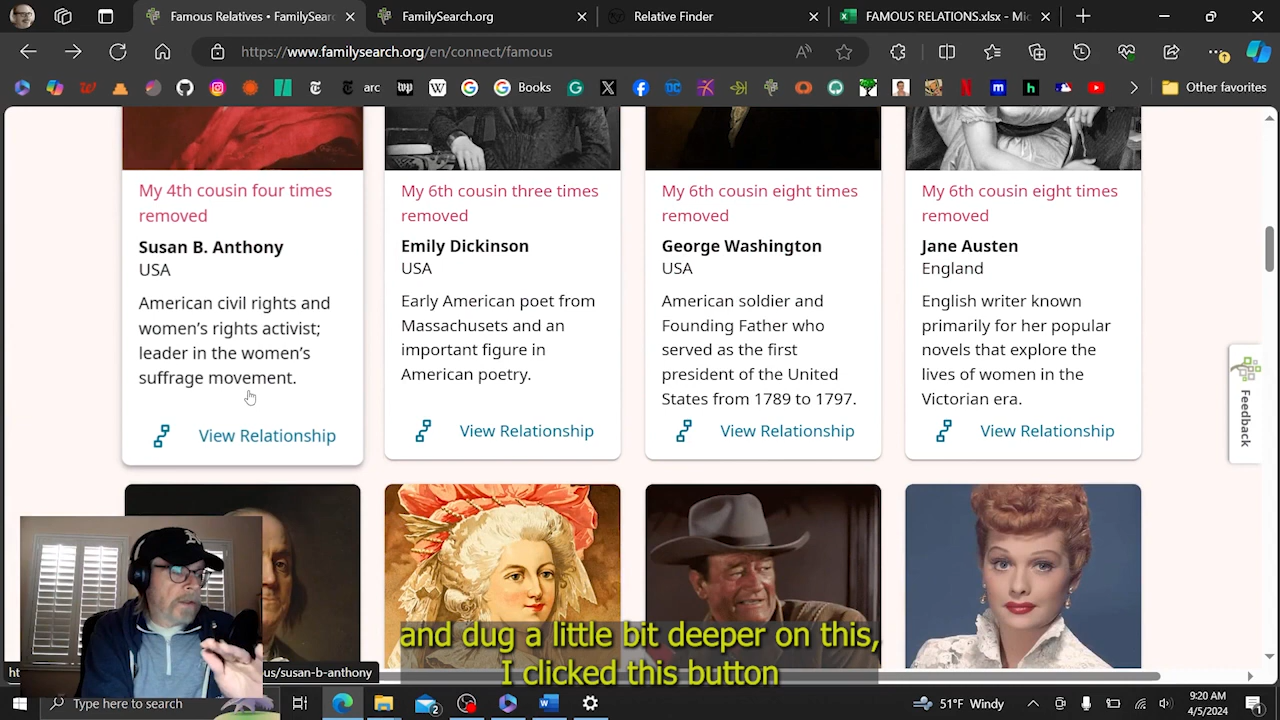 Famous Relatives • FamilySearc
FamilySearch.org
Relative Finder
FAMOUS RELATIONS.xlsx - Mic
https://www.familysearch.org/en/connect/famous
arc
Books
Other favorites
My 4th cousin four times
removed
Susan B. Anthony
USA
American civil rights and
women's rights activist;
leader in the women's
suffrage movement.
View Relationship
My 6th cousin three times
removed
Emily Dickinson
USA
Early American poet from
Massachusets and an
important figure in
American poetry.
View Relationship
My 6th cousin eight times
removed
George Washington
USA
American soldier and
Founding Father who
served as the first
president of the United
States from 1789 to 1797.
View Relationship
My 6th cousin eight times
removed
Jane Austen
England
English writer known
primarily for her popular
novels that explore the
lives of women in the
Victorian era.
View Relationship
Feedback
and dug a little bit deeper on this,
I clicked this button
us/susan-b-anthony
Type here to search
51°F Windy
9:20 AM
4/5/2024